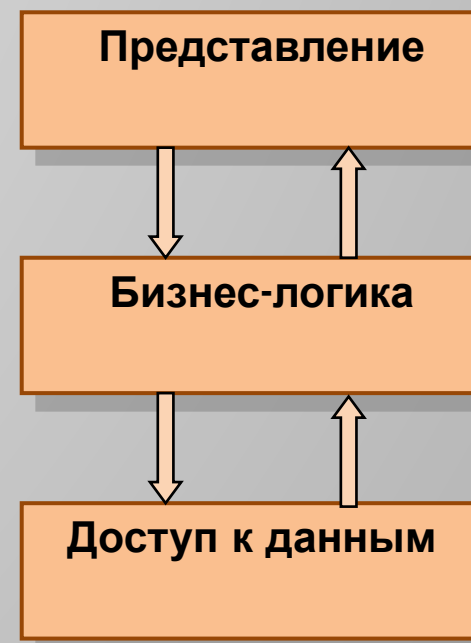 Представление
Бизнес-логика
Доступ к данным